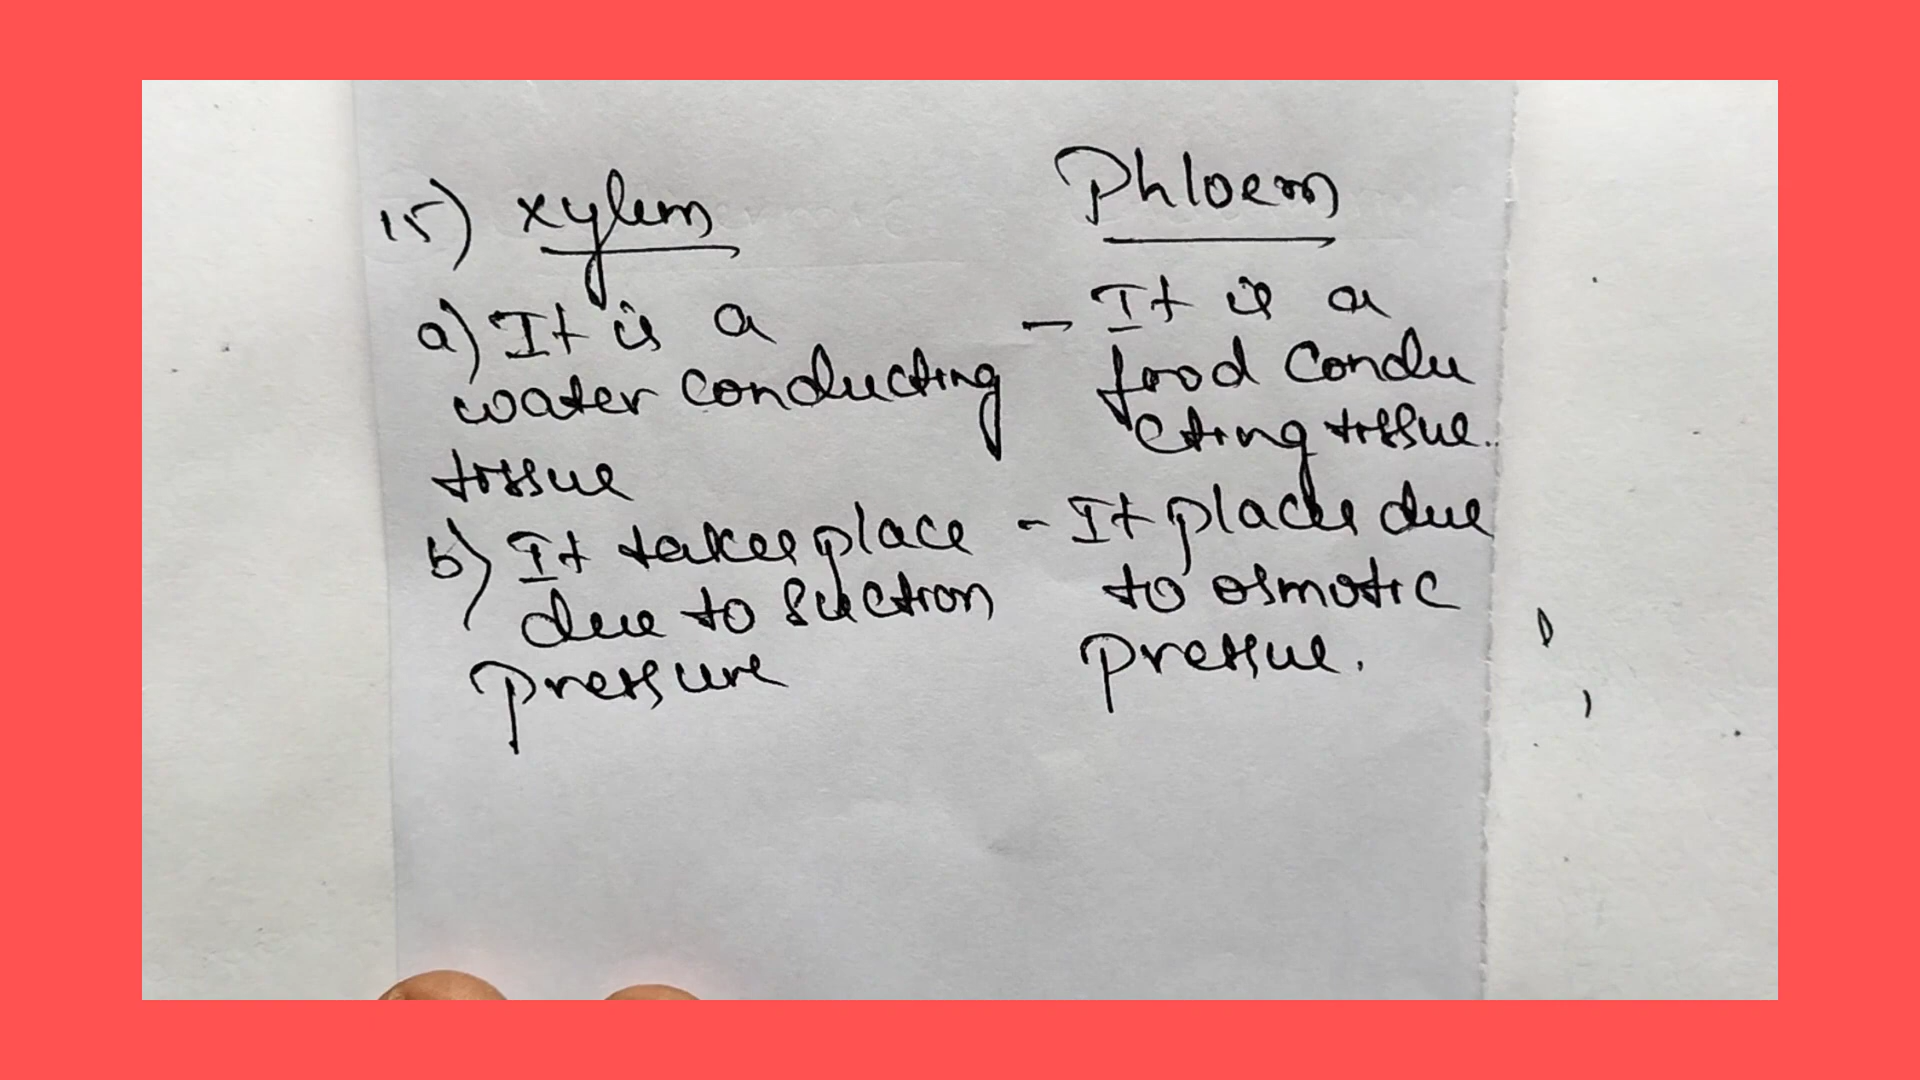 15) xylem
a) It is a
water conducting
tissue
b) It takes place
due to suction
pressure
Phloem
- It is a
food condu
cting tissue.
- It places due
to osmotic
pressue.